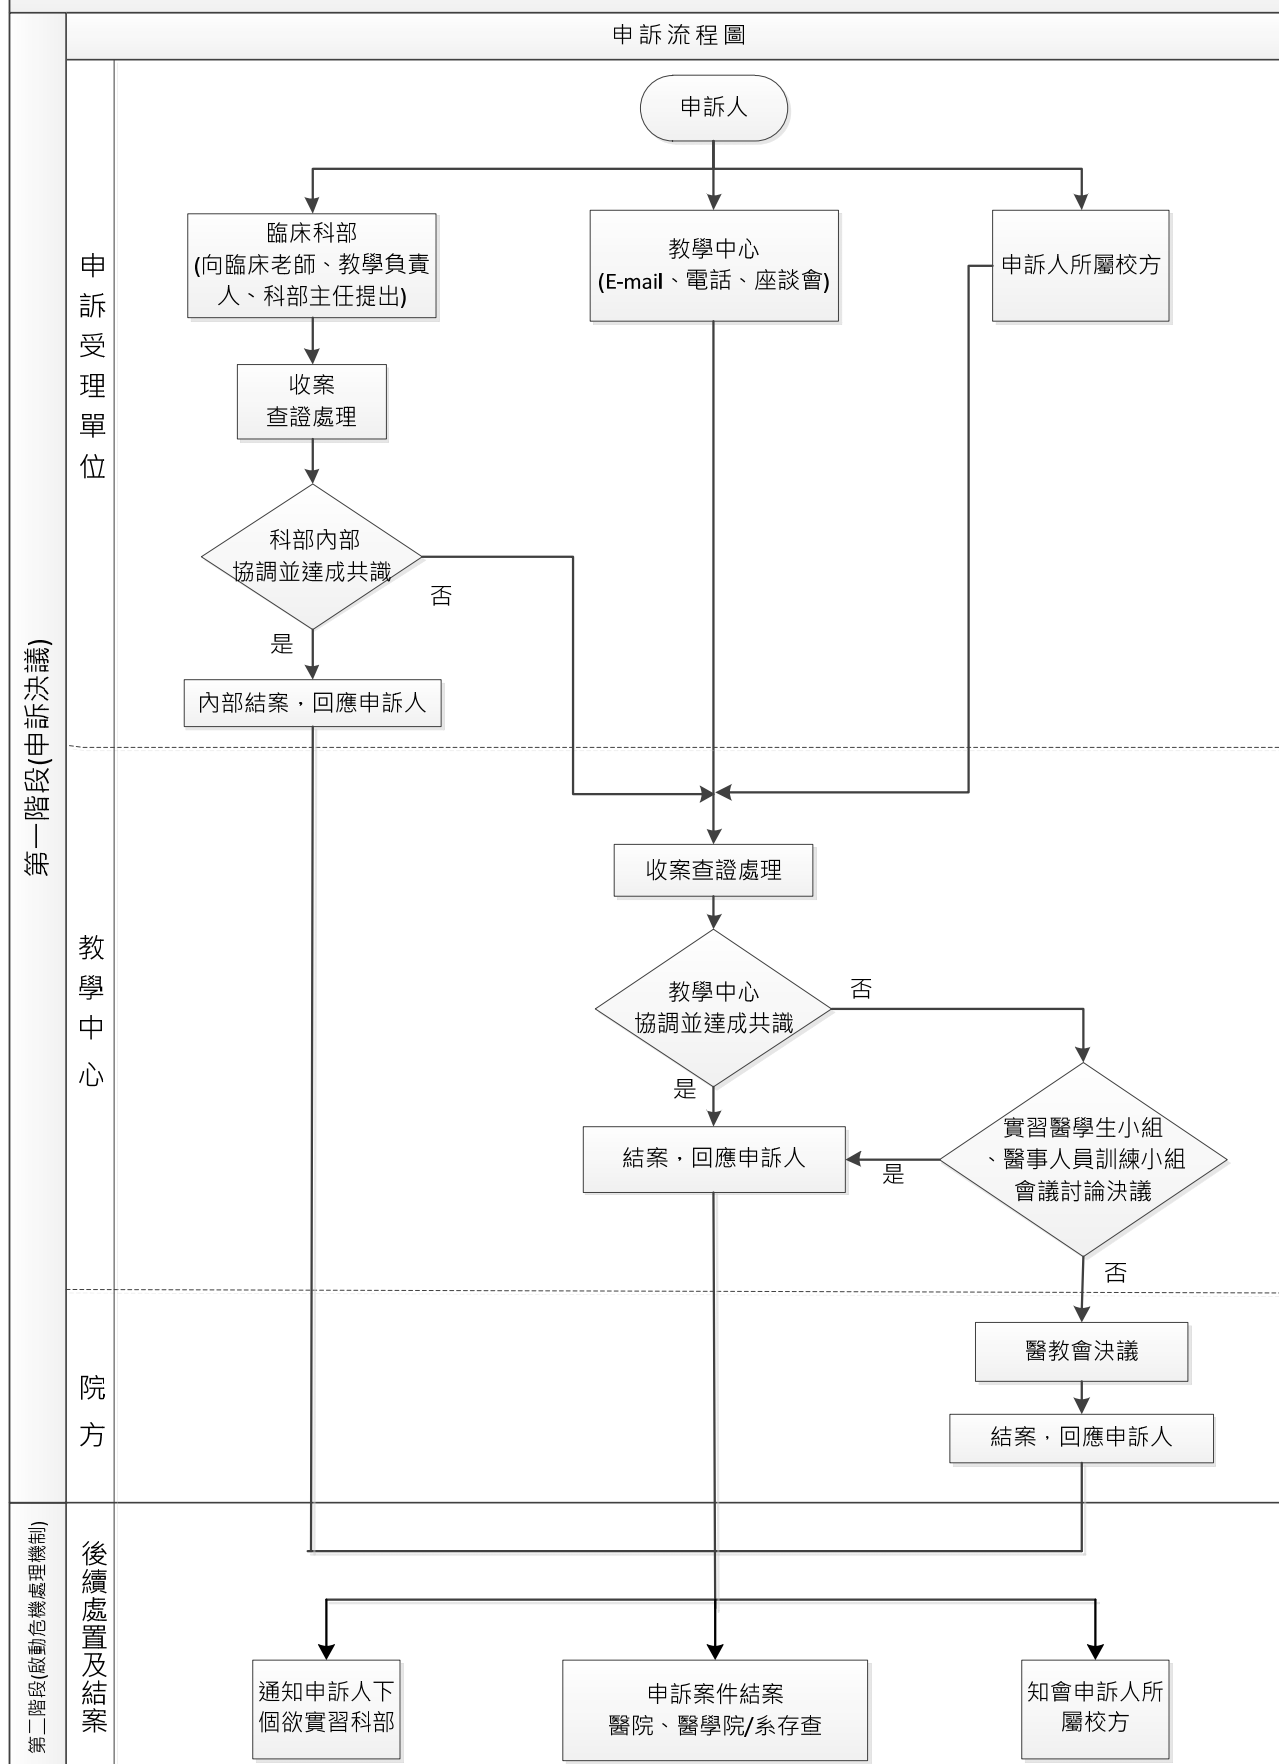 申訴流程圖
第一階段(申訴決議)
申訴受理單位
申訴人
臨床科部
(向臨床老師、教學負責
人、科部主任提出)
教學中心
(E-mail、電話、座談會)
申訴人所屬校方
收案
查證處理
科部內部
協調並達成共識
否
是
內部結案，回應申訴人
教學中心
收案查證處理
教學中心
協調並達成共識
否
是
實習醫學生小組
、醫事人員訓練小組
會議討論決議
結案，回應申訴人
是
否
院方
醫教會決議
結案，回應申訴人
第二階段(啟動危機處理機制)
後續處置及結案
通知申訴人下
個欲實習科部
申訴案件結案
醫院、醫學院/系存查
知會申訴人所
屬校方